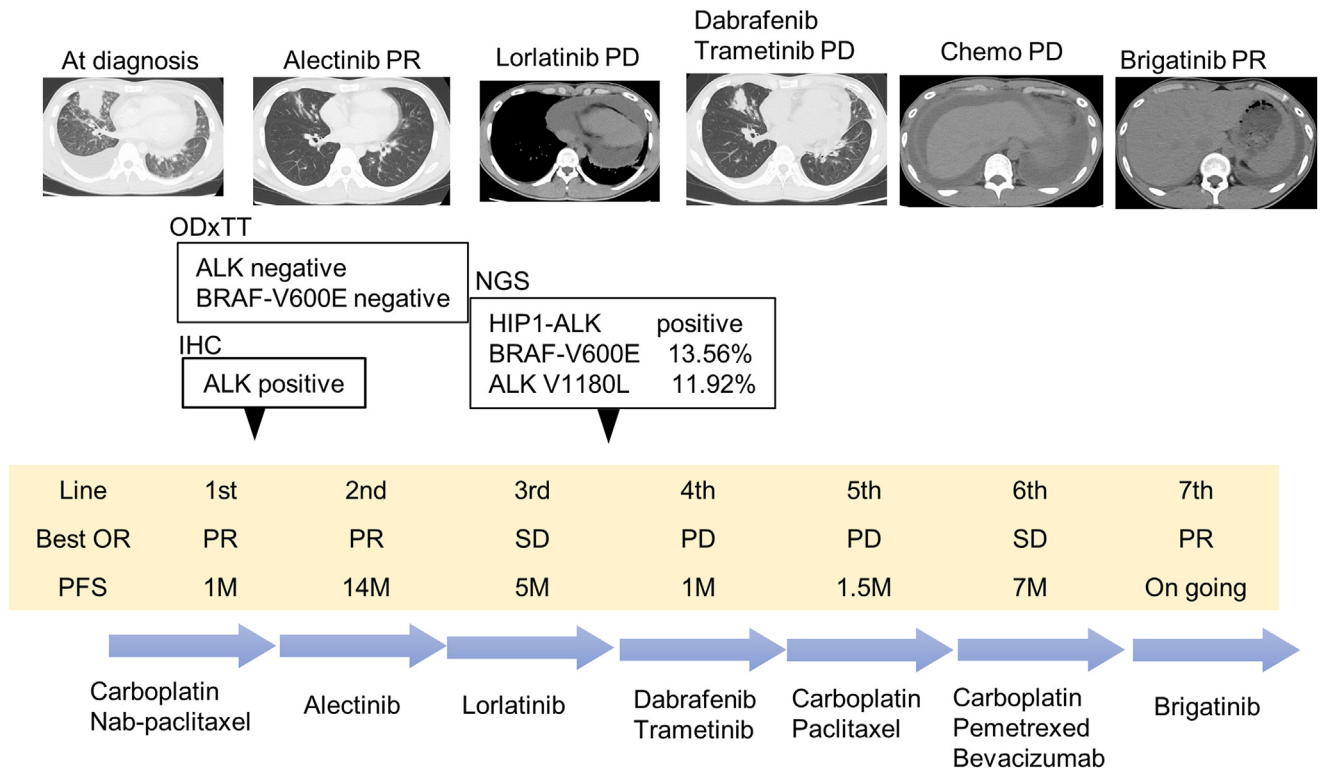 At diagnosis
Alectinib PR
Lorlatinib PD
Dabrafenib
Trametinib PD
Chemo PD
Brigatinib PR
ODxTT
ALK negative
BRAF-V600E negative
IHC
ALK positive
NGS
HIP1-ALK positive
BRAF-V600E 13.56%
ALK V1180L 11.92%
Line 1st 2nd 3rd 4th 5th 6th 7th
Best OR PR PR SD PD PD SD PR
PFS 1M 14M 5M 1M 1.5M 7M On going
Carboplatin
Nab-paclitaxel
Alectinib
Lorlatinib
Dabrafenib
Trametinib
Carboplatin
Paclitaxel
Carboplatin
Pemetrexed
Bevacizumab
Brigatinib